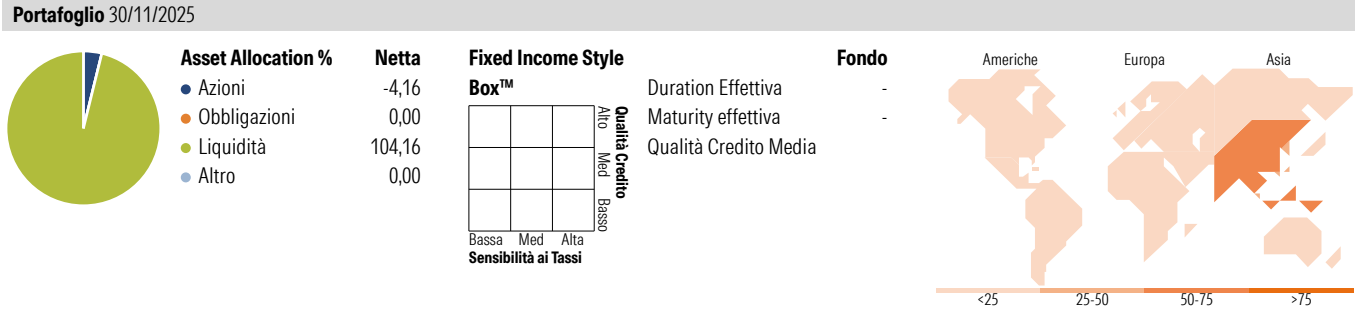 Portafoglio 30/11/2025
Asset Allocation % Netta
Azioni -4,16
Obbligazioni 0,00
Liquidità 104,16
Altro 0,00
Fixed Income Style
Box™
Alto Med Basso
Qualità Credito
Bassa Med Alta
Sensibilità ai Tassi
Fondo
Duration Effettiva -
Maturity effettiva -
Qualità Credito Media
Americhe Europa Asia
<25 25-50 50-75 >75